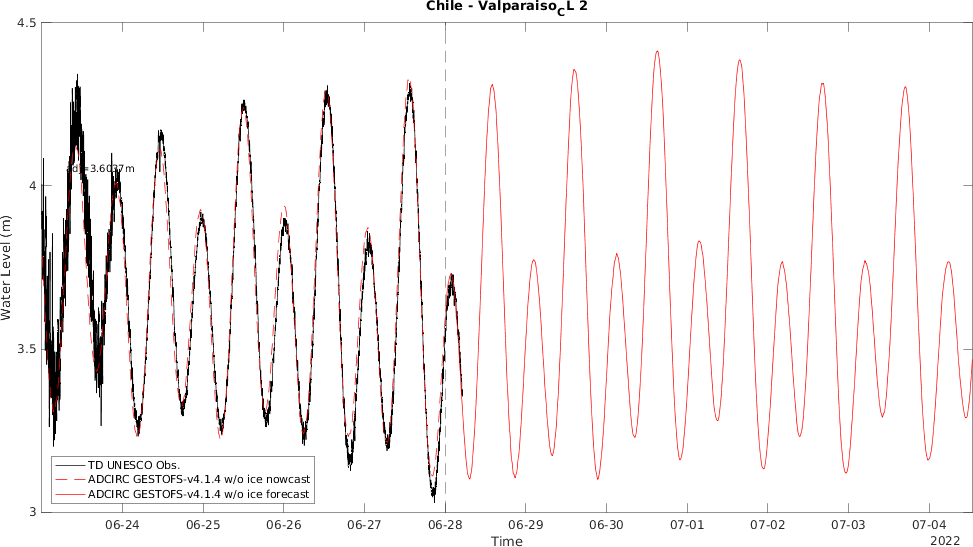 Chile - Valparaiso_CL 2
4.5
4
3.5
3
Water Level (m)
=3.6037m
TD UNESCO Obs.
ADCIRC GESTOFS-v4.1.4 w/o ice nowcast
ADCIRC GESTOFS-v4.1.4 w/o ice forecast
06-24 06-25 06-26 06-27 06-28 06-29 06-30 07-01 07-02 07-03 07-04
Time
2022